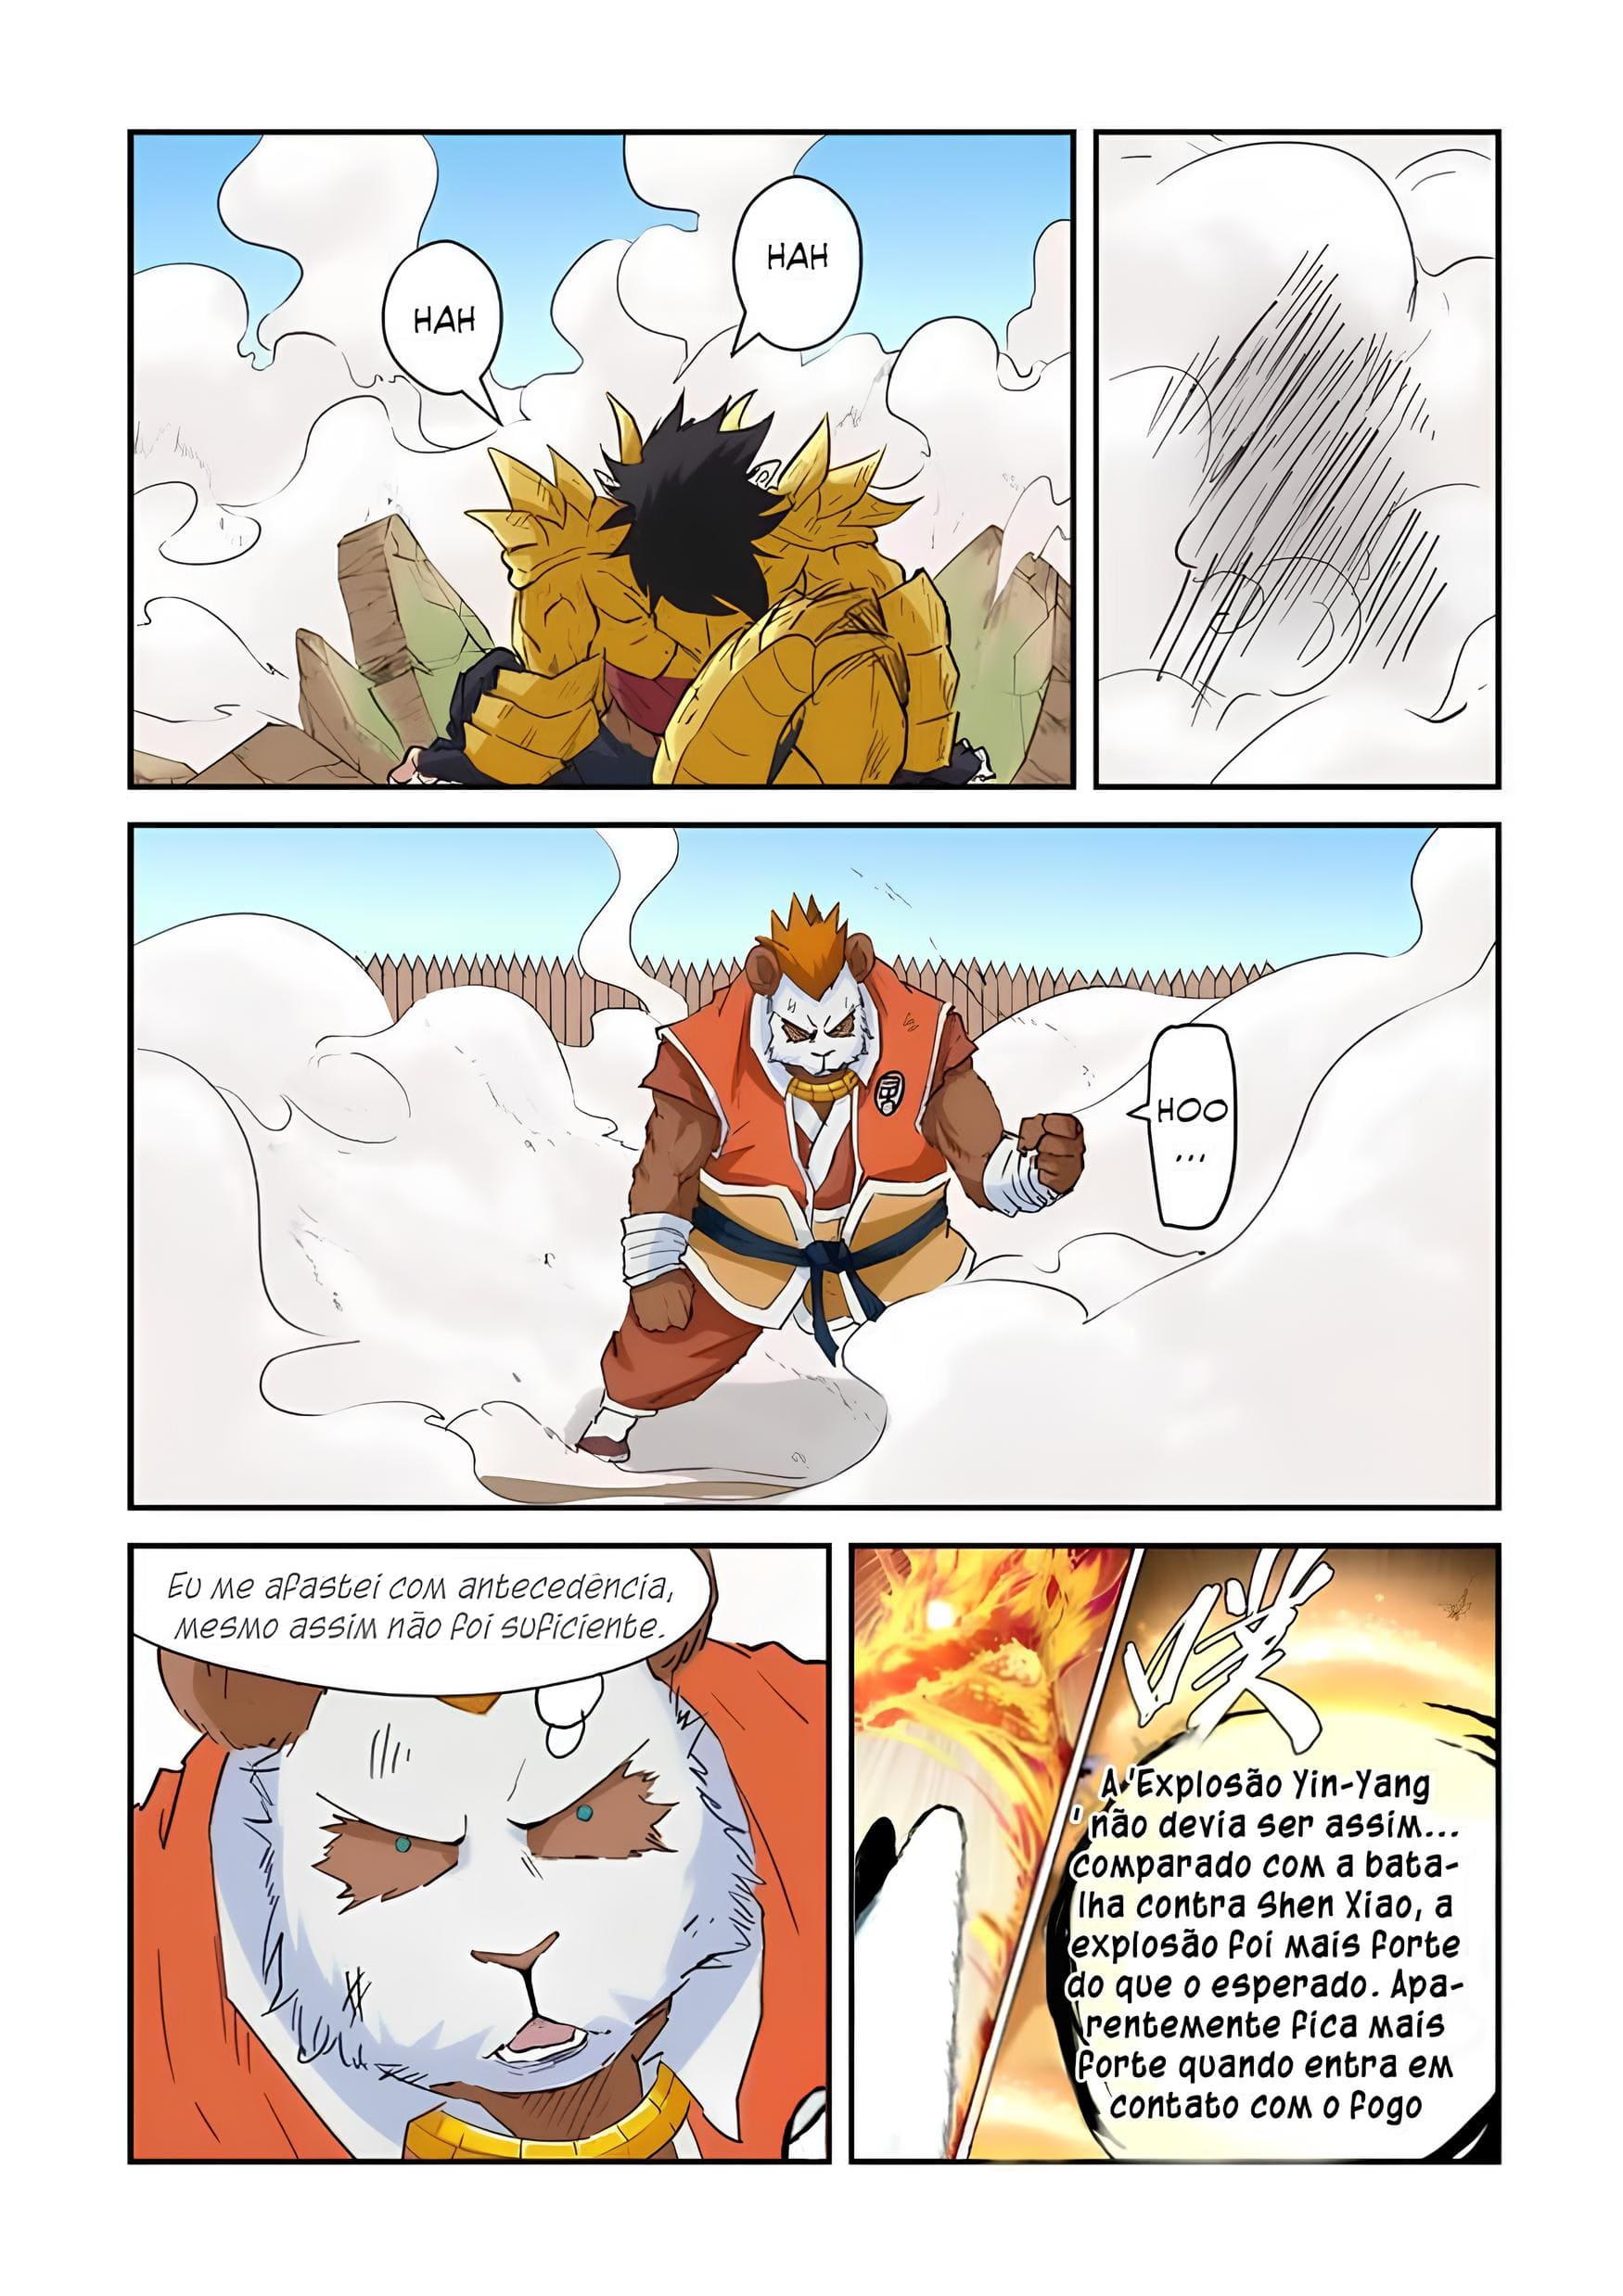 HAH
HAH
HOO
...
Eu me afastei com antecedência,
mesmo assim não foi suficiente.
A 'Explosão Yin-Yang
' não devia ser assim...
comparado com a bata-
lha contra Shen Xiao, a
explosão foi mais forte
do que o esperado. Apa-
rentemente fica mais
forte quando entra em
contato com o fogo